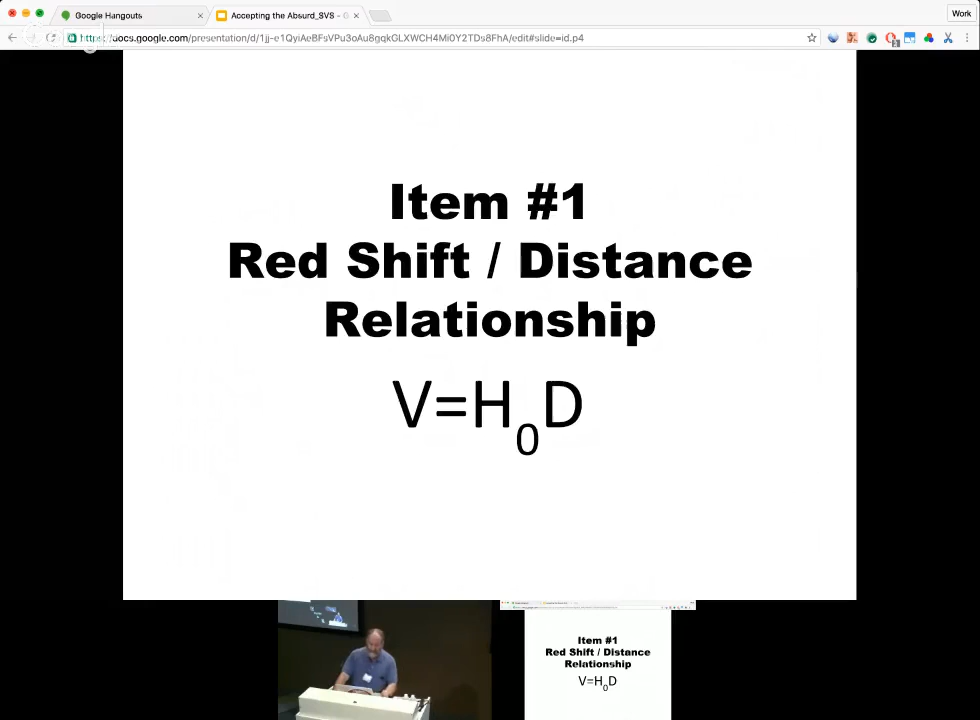 Google Hangouts
Accepting the Absurd_SVS - G
Work
https://docs.google.com/presentation/d/1jj-e1QyiAeBFsVPu3oAu8gqkGLXWCH4Mi0Y2TDs8FhA/edit#slide=id.p4
Item #1
Red Shift / Distance
Relationship
V=H₀D
Item #1
Red Shift / Distance
Relationship
V=H₀D